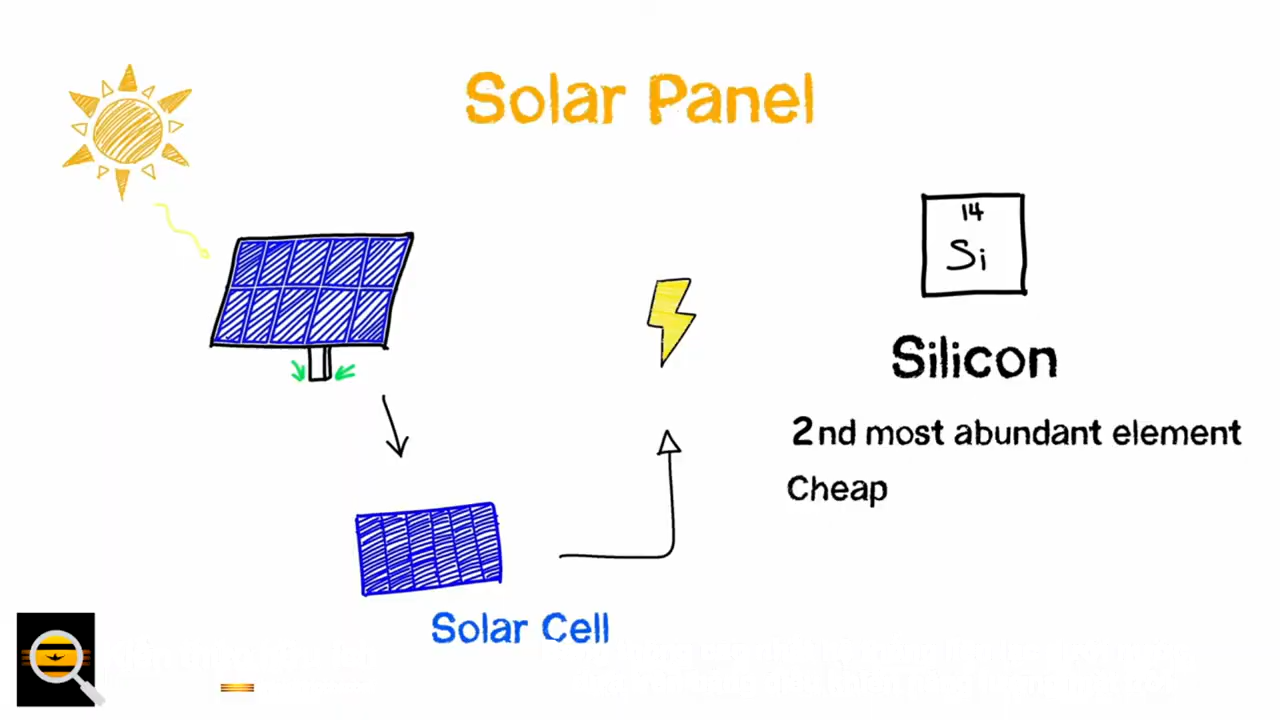 Solar Panel
14
Si
Silicon
2nd most abundant element
Cheap
Solar Cell